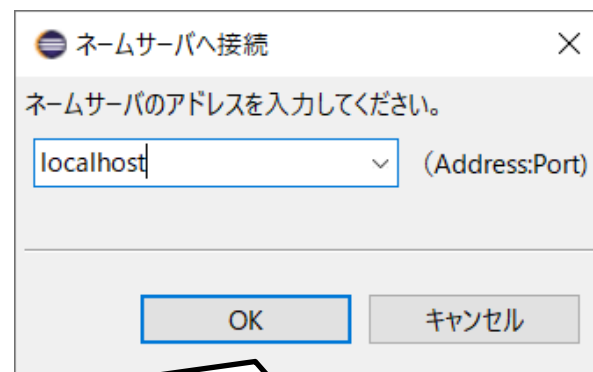 ネームサーバへ接続
ネームサーバのアドレスを入力してください。
localhost (Address:Port)
OK キャンセル